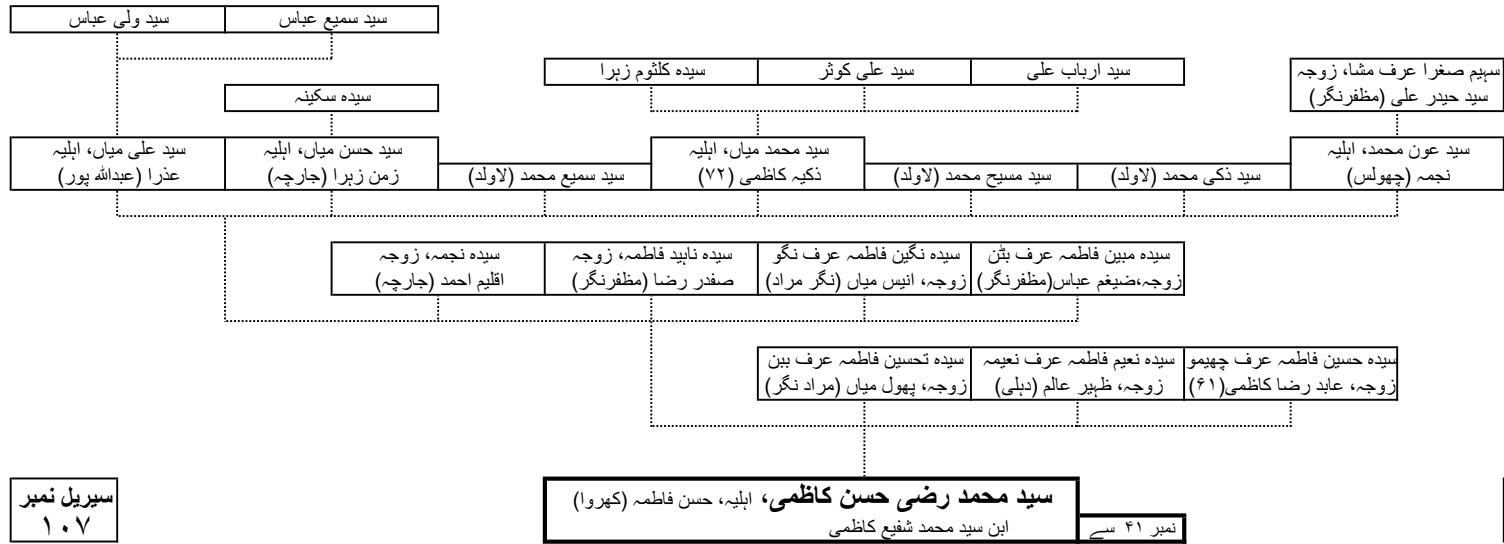 سید سمیع عباس
سید ولی عباس
سہیم صغرا عرف مشا، زوجہ
سید حیدر علی (مظفرنگر)
سید ارباب علی
سید علی کوثر
سیدہ کلثوم زہرا
سیدہ سکینہ
سید عون محمد، اہلیہ
نجمہ (چھولس)
سید ذکی محمد (لاولد)
سید مسیح محمد (لاولد)
سید محمد میاں، اہلیہ
ذکیہ کاظمی (۷۲)
سید سمیع محمد (لاولد)
سید حسن میاں، اہلیہ
زمن زہرا (جارچہ)
سید علی میاں، اہلیہ
عذرا (عبداللہ پور)
سیدہ مبین فاطمہ عرف بٹن
زوجہ،ضیغم عباس(مظفرنگر)
سیدہ نگین فاطمہ عرف نگو
زوجہ، انیس میاں (نگر مراد)
سیدہ ناہید فاطمہ، زوجہ
صفدر رضا (مظفرنگر)
سیدہ نجمہ، زوجہ
اقلیم احمد (جارچہ)
سیدہ حسین فاطمہ عرف چھیمو
زوجہ، عابد رضا کاظمی(۶۱)
سیدہ نعیم فاطمہ عرف نعیمہ
زوجہ، ظہیر عالم (دہلی)
سیدہ تحسین فاطمہ عرف ببن
زوجہ، پھول میاں (مراد نگر)
سید محمد رضی حسن کاظمی، اہلیہ، حسن فاطمہ (کھروا)
ابن سید محمد شفیع کاظمی
نمبر ۴۱ سے
سیریل نمبر
۱۰۷